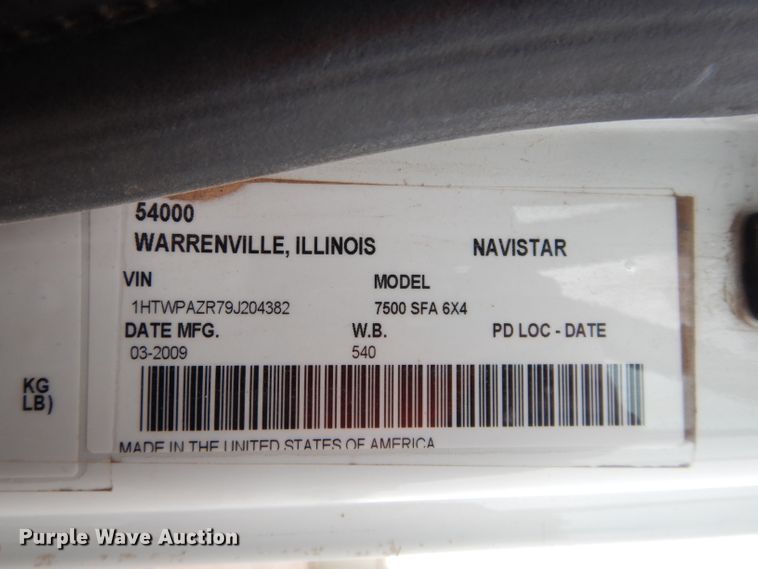 54000
WARRENVILLE, ILLINOIS NAVISTAR
VIN MODEL
1HTWPAZR79J204382 7500 SFA 6X4
DATE MFG. W.B. PD LOC - DATE
03-2009 540
KG
LB)
MADE IN THE UNITED STATES OF AMERICA
Purple Wave Auction